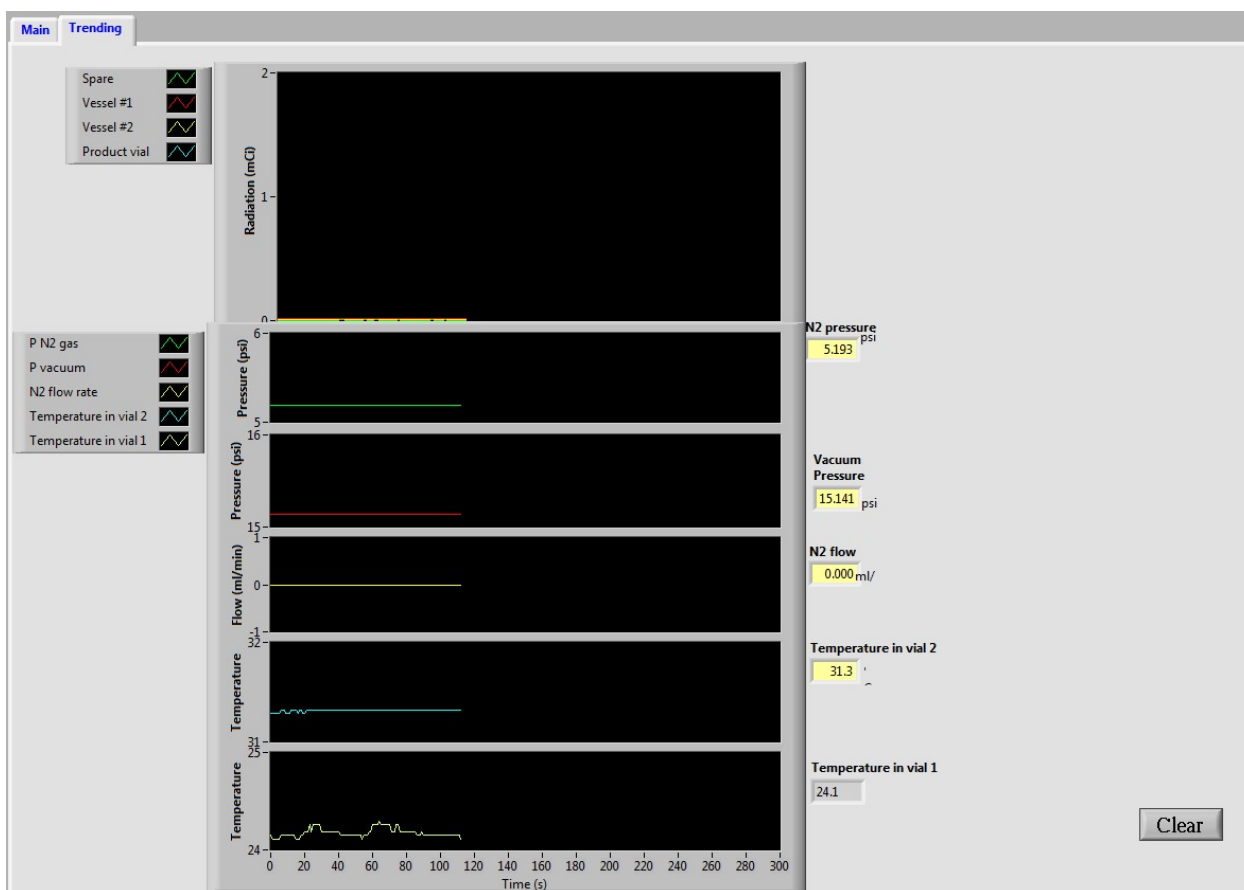 Main Trending
Spare
Vessel #1
Vessel #2
Product vial
Radiation (mCi)
2
1
0
P N2 gas
P vacuum
N2 flow rate
Temperature in vial 2
Temperature in vial 1
Pressure (psi)
6
5
N2 pressure
5.193 psi
Pressure (psi)
16
15
Vacuum
Pressure
15.141 psi
Flow (ml/min)
1
0
-1
N2 flow
0.000 ml/
Temperature
32
31
Temperature in vial 2
31.3
Temperature
25
24
Temperature in vial 1
24.1
0 20 40 60 80 100 120 140 160 180 200 220 240 260 280 300
Time (s)
Clear